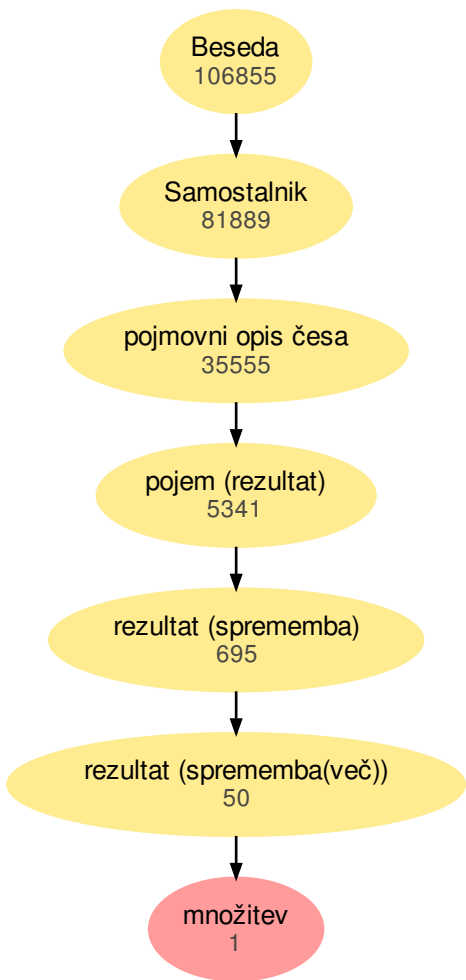 Beseda
106855
Samostalnik
81889
pojmovni opis česa
35555
pojem (rezultat)
5341
rezultat (sprememba)
695
rezultat (sprememba(več))
50
množitev
1